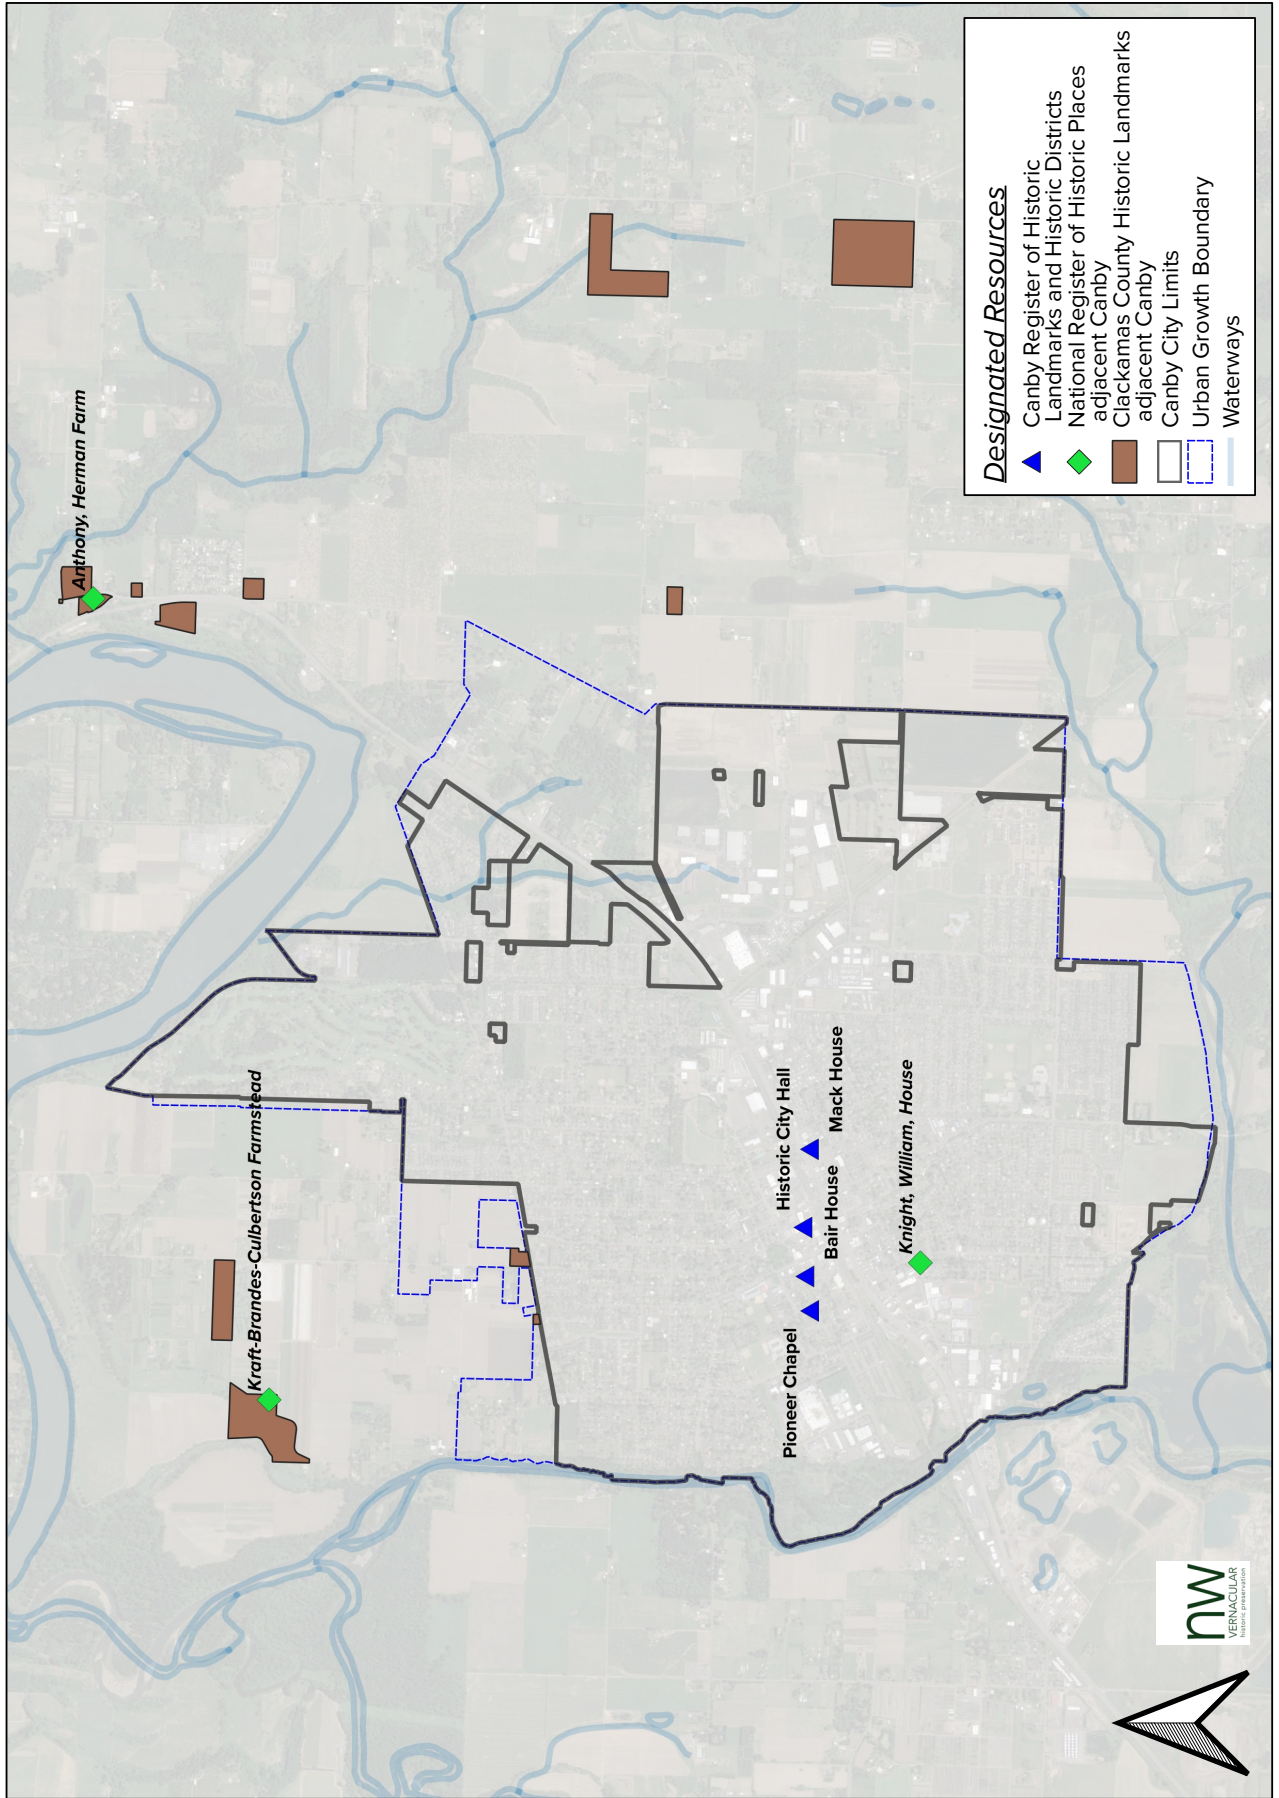 Anthony, Herman Farm
Kraft-Brandes-Culbertson Farmstead
Historic City Hall
Mack House
Bair House
Pioneer Chapel
Knight, William, House
Designated Resources
Canby Register of Historic
Landmarks and Historic Districts
National Register of Historic Places
adjacent Canby
Clackamas County Historic Landmarks
adjacent Canby
Canby City Limits
Urban Growth Boundary
Waterways
nw
VERNACULAR
historic preservation